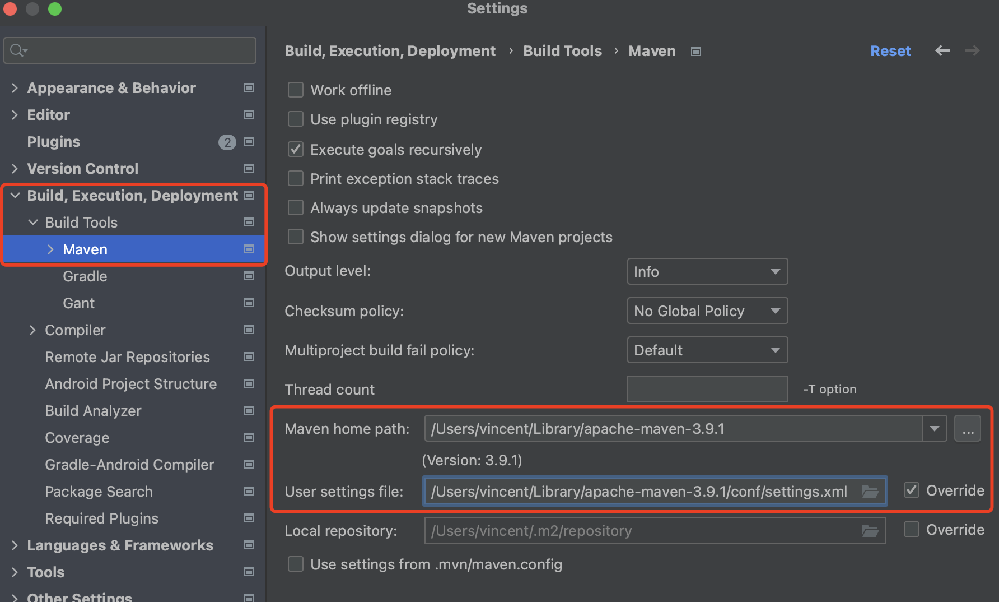 Settings
Appearance & Behavior
Editor
Plugins 2
Version Control
Build, Execution, Deployment
Build Tools
Maven
Gradle
Gant
Compiler
Remote Jar Repositories
Android Project Structure
Build Analyzer
Coverage
Gradle-Android Compiler
Package Search
Required Plugins
Languages & Frameworks
Tools
Other Settings
Build, Execution, Deployment › Build Tools › Maven
Reset
Work offline
Use plugin registry
Execute goals recursively
Print exception stack traces
Always update snapshots
Show settings dialog for new Maven projects
Output level: Info
Checksum policy: No Global Policy
Multiproject build fail policy: Default
Thread count -T option
Maven home path: /Users/vincent/Library/apache-maven-3.9.1 ...
(Version: 3.9.1)
User settings file: /Users/vincent/Library/apache-maven-3.9.1/conf/settings.xml Override
Local repository: /Users/vincent/.m2/repository Override
Use settings from .mvn/maven.config